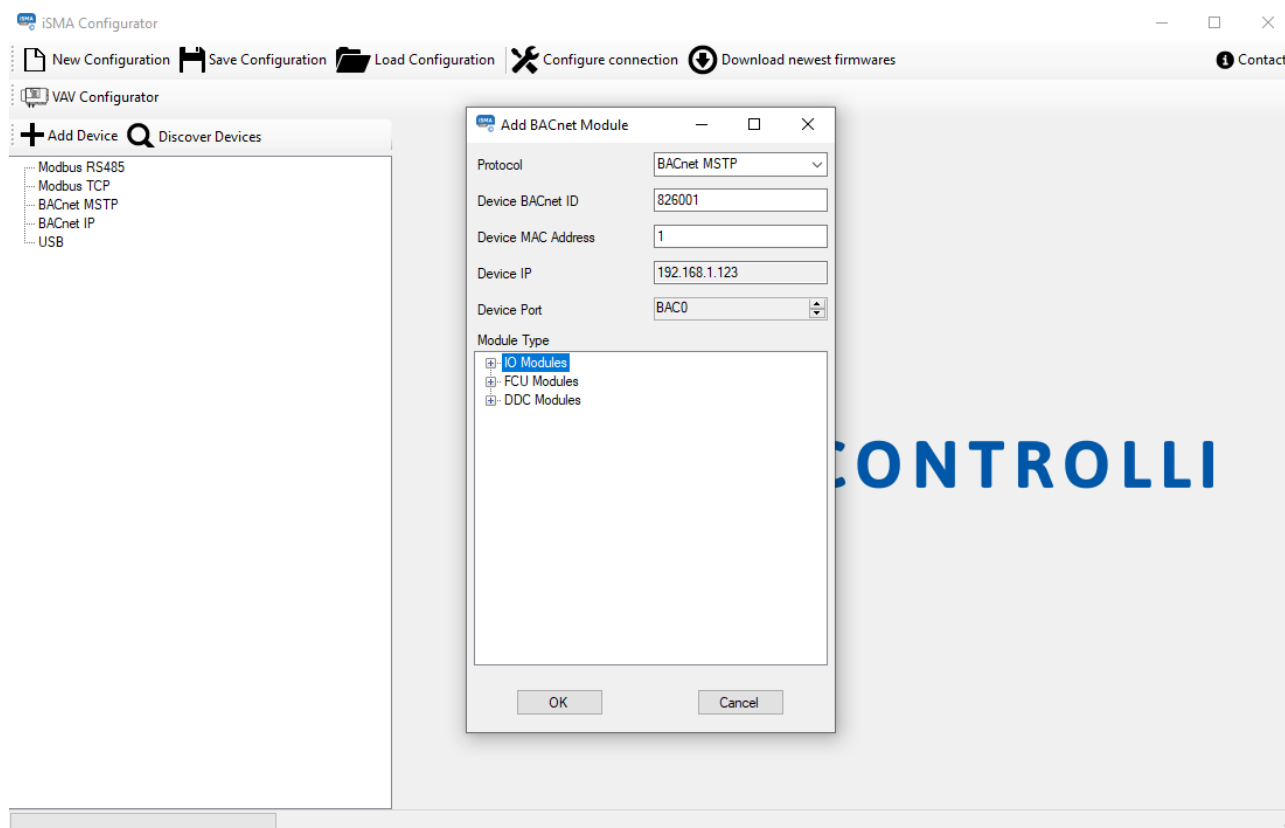 iSMA Configurator
New Configuration Save Configuration Load Configuration Configure connection Download newest firmwares Contact
VAV Configurator
Add Device Discover Devices
Modbus RS485
Modbus TCP
BACnet MSTP
BACnet IP
USB
Add BACnet Module
Protocol BACnet MSTP
Device BACnet ID 826001
Device MAC Address 1
Device IP 192.168.1.123
Device Port BAC0
Module Type
IO Modules
FCU Modules
DDC Modules
OK Cancel
CONTROLLI